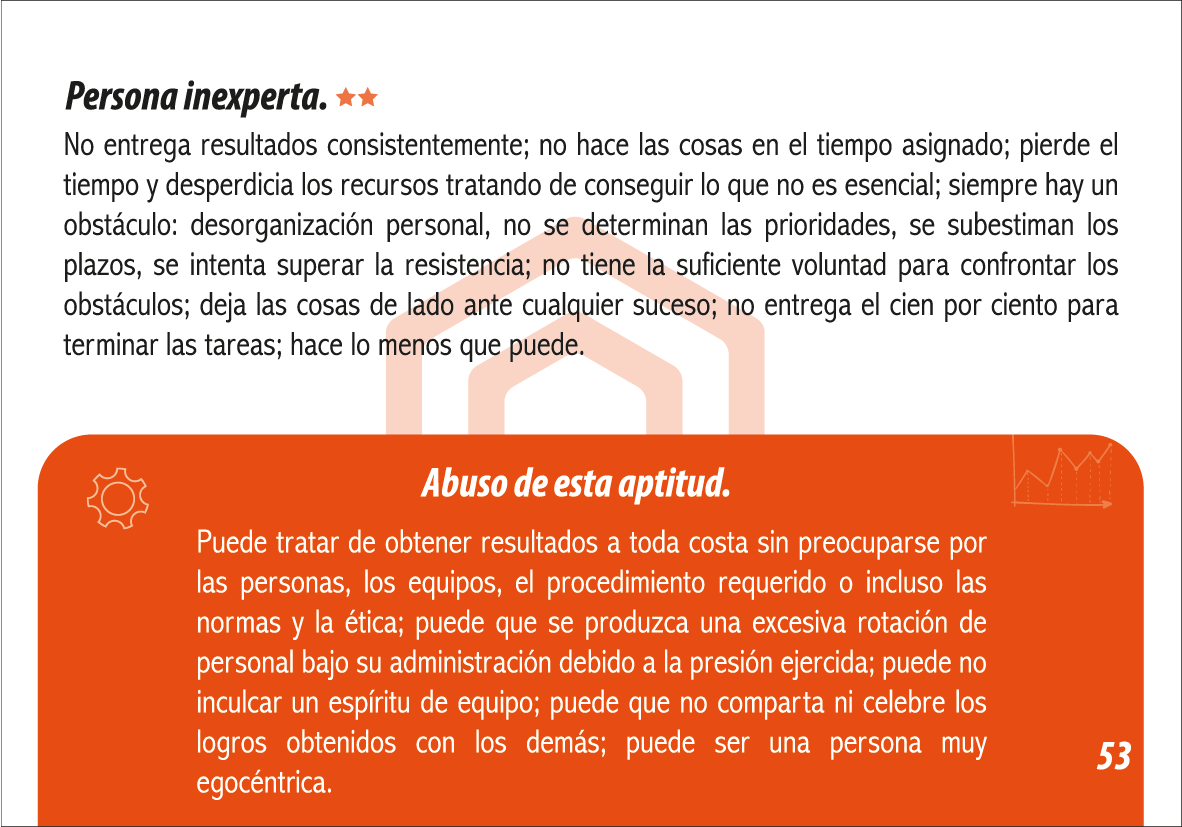 Persona inexperta.
No entrega resultados consistentemente; no hace las cosas en el tiempo asignado; pierde el
tiempo y desperdicia los recursos tratando de conseguir lo que no es esencial; siempre hay un
obstáculo: desorganización personal, no se determinan las prioridades, se subestiman los
plazos, se intenta superar la resistencia; no tiene la suficiente voluntad para confrontar los
obstáculos; deja las cosas de lado ante cualquier suceso; no entrega el cien por ciento para
terminar las tareas; hace lo menos que puede.
Abuso de esta aptitud.
Puede tratar de obtener resultados a toda costa sin preocuparse por
las personas, los equipos, el procedimiento requerido o incluso las
normas y la ética; puede que se produzca una excesiva rotación de
personal bajo su administración debido a la presión ejercida; puede no
inculcar un espíritu de equipo; puede que no comparta ni celebre los
logros obtenidos con los demás; puede ser una persona muy
egocéntrica.
53